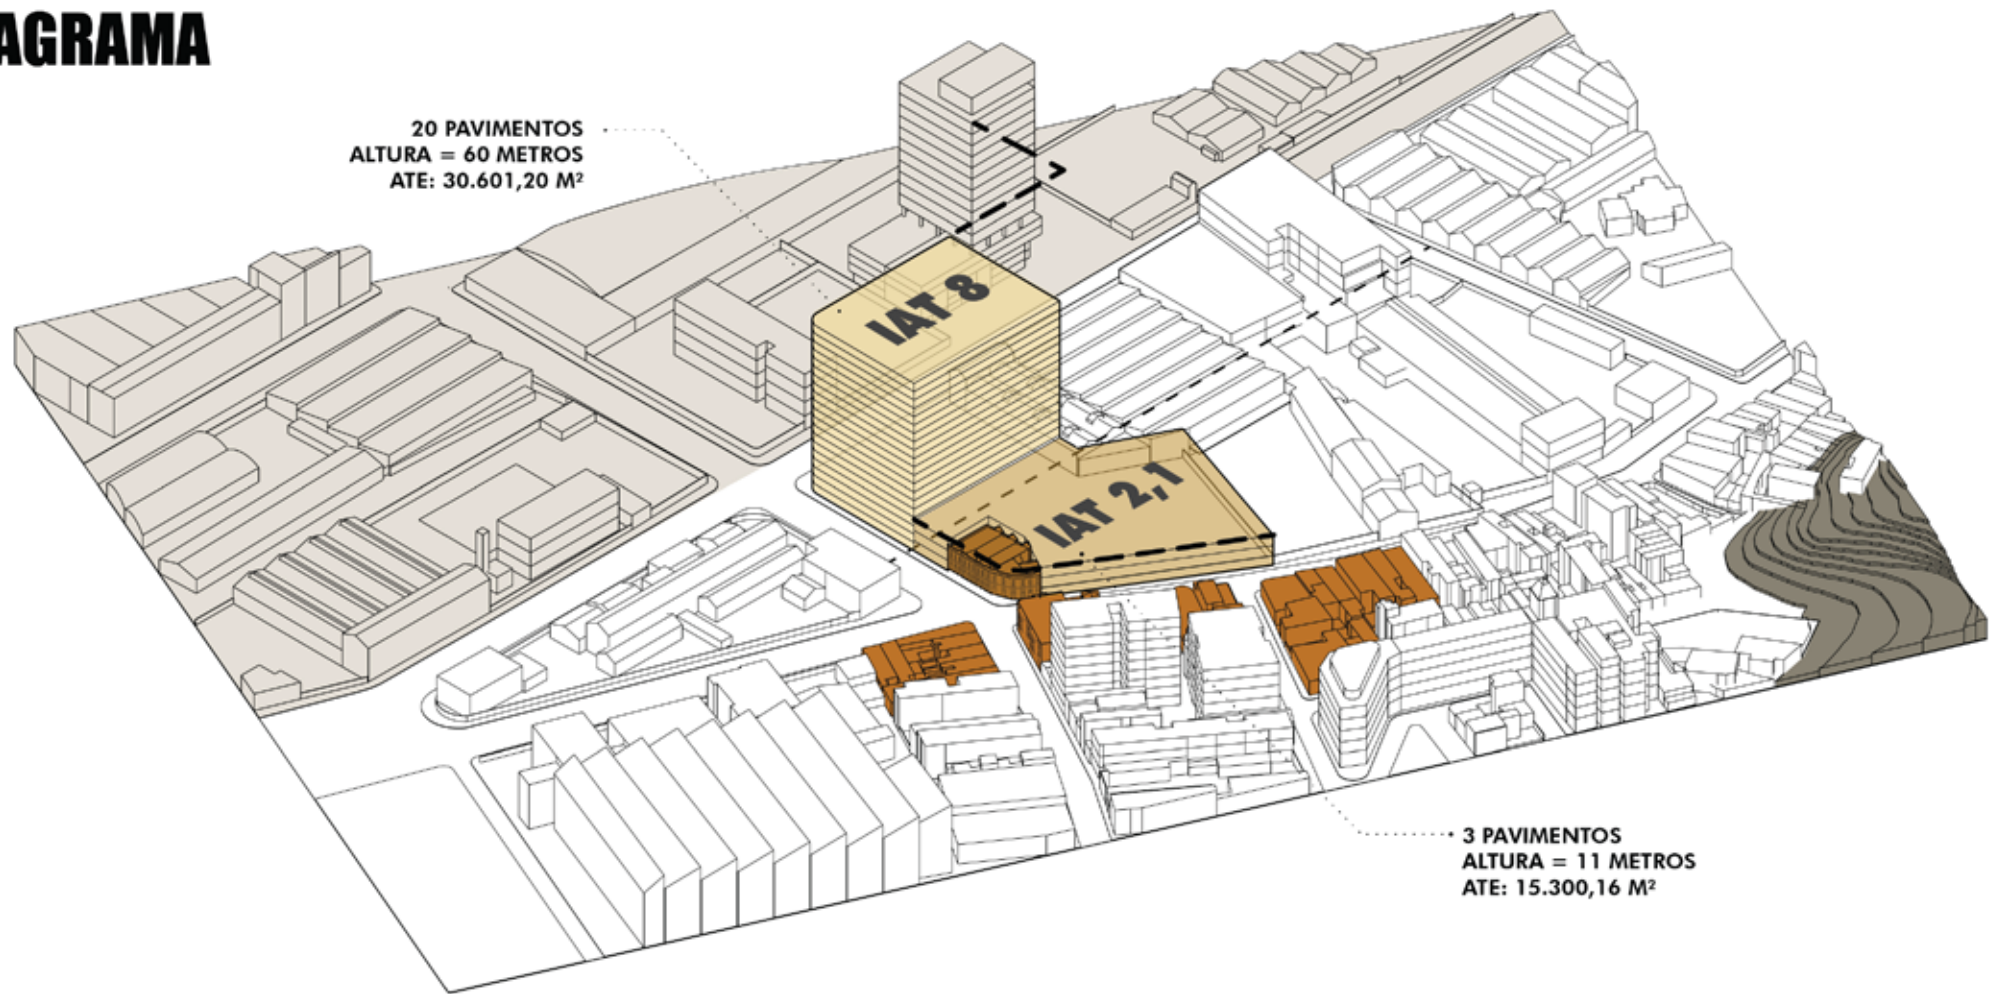 AGRAMA
20 PAVIMENTOS
ALTURA = 60 METROS
ATE: 30.601,20 M²
IAT 8
IAT 2,1
3 PAVIMENTOS
ALTURA = 11 METROS
ATE: 15.300,16 M²